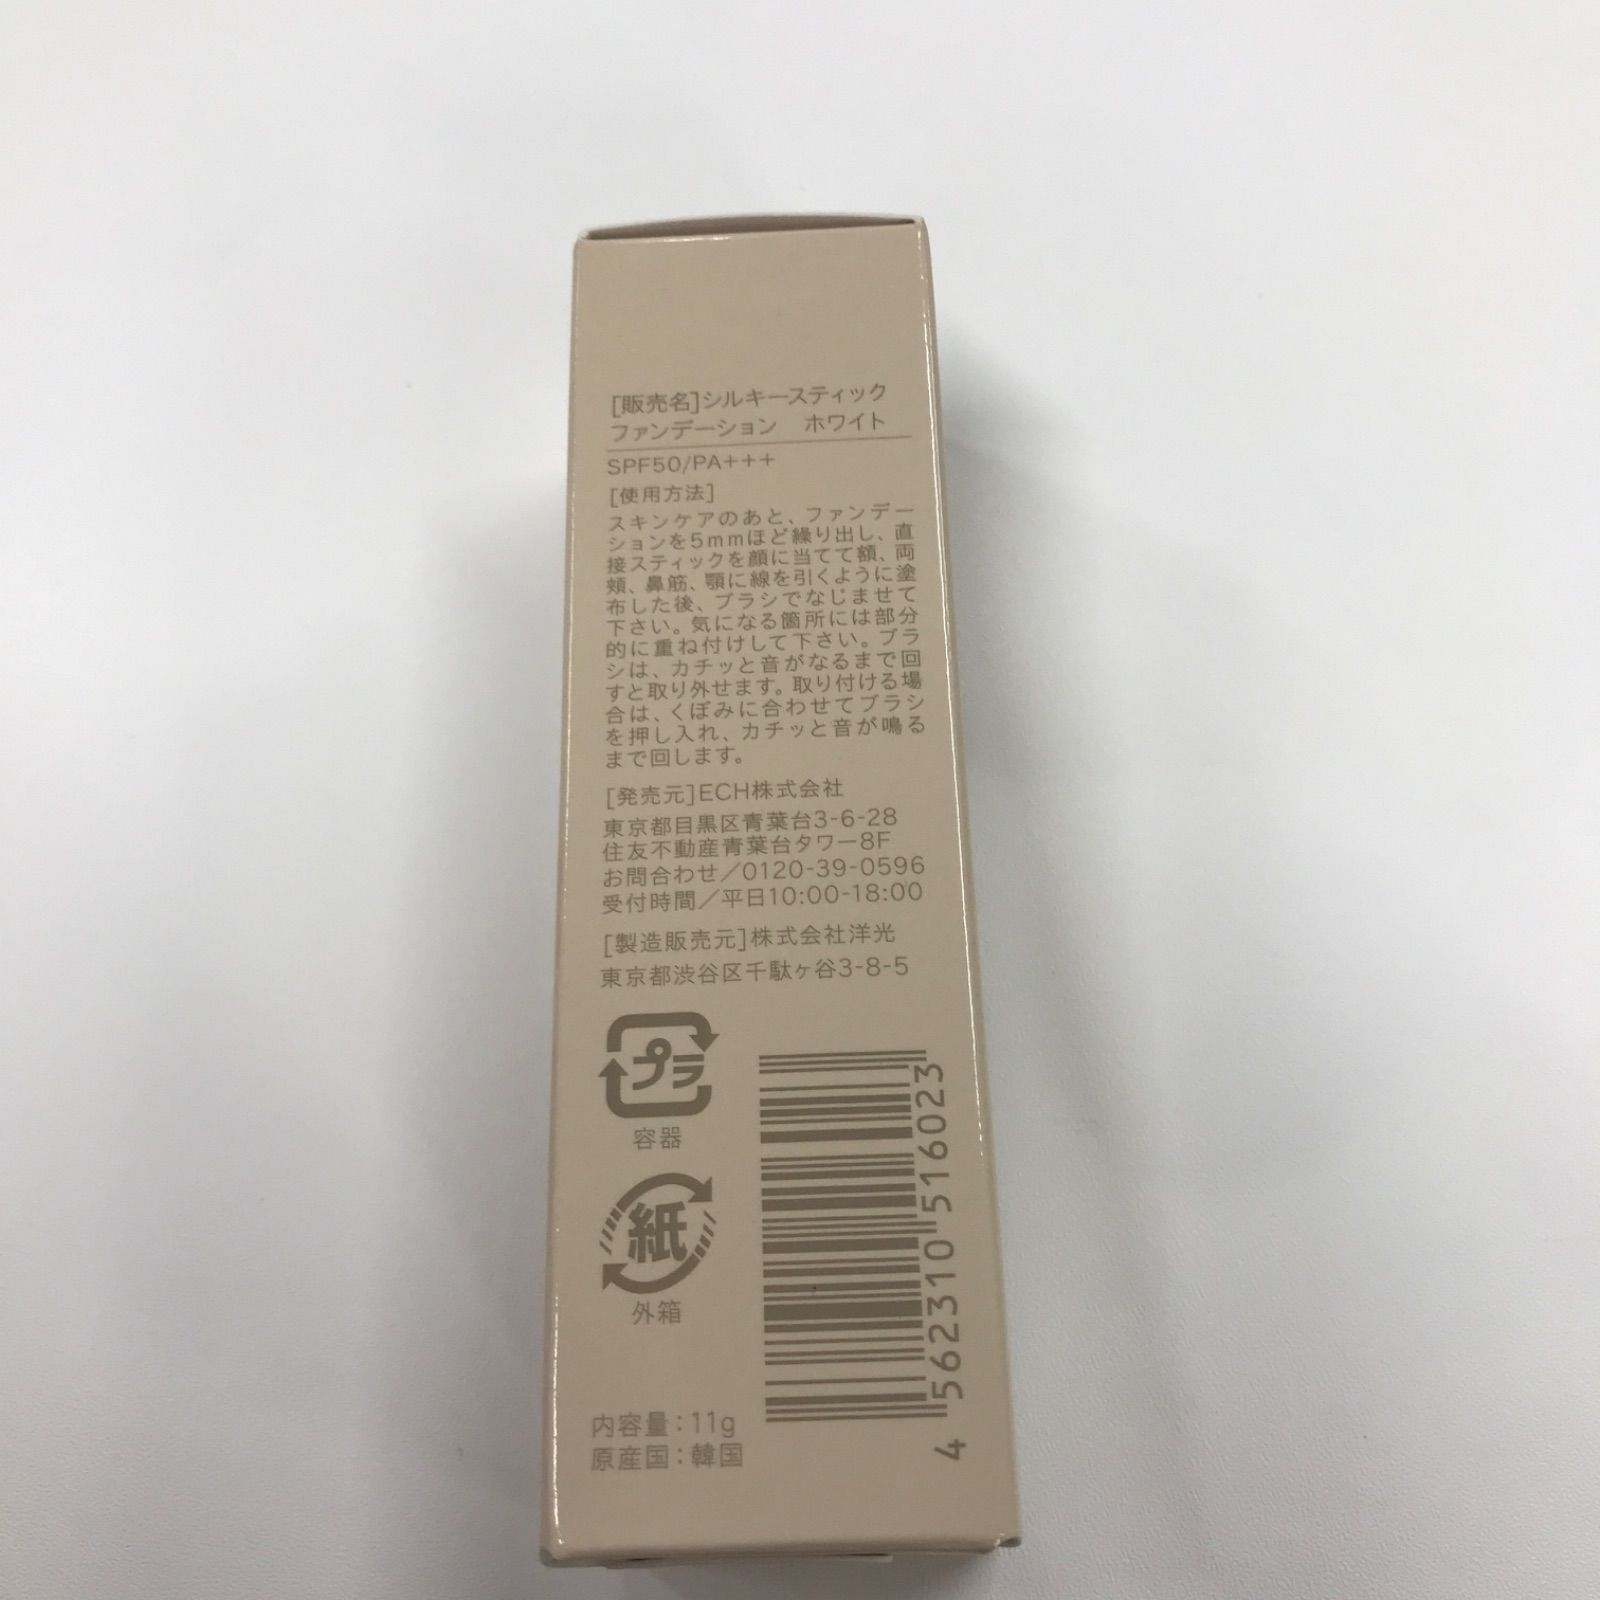 [販売名]シルキースティック
ファンデーション　ホワイト
SPF50/PA+++
[使用方法]
スキンケアのあと、ファンデー
ションを5mmほど繰り出し、直
接スティックを顔に当てて額、両
頬、鼻筋、顎に線を引くように塗
布した後、ブラシでなじませて
下さい。気になる箇所には部分
的に重ね付けして下さい。ブラ
シは、カチッと音がなるまで回
すと取り外せます。取り付ける場
合は、くぼみに合わせてブラシ
を押し入れ、カチッと音が鳴る
まで回します。
[発売元]ECH株式会社
東京都目黒区青葉台3-6-28
住友不動産青葉台タワー8F
お問合わせ／0120-39-0596
受付時間／平日10:00-18:00
[製造販売元]株式会社洋光
東京都渋谷区千駄ヶ谷3-8-5
プラ
容器
紙
外箱
4 562310 516023
内容量：11g
原産国：韓国